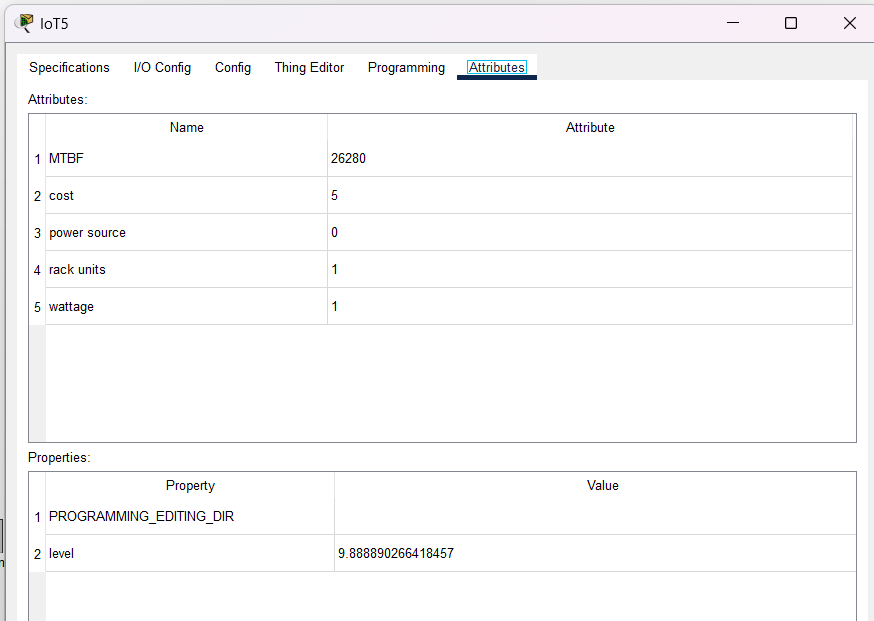 IoT5
Specifications I/O Config Config Thing Editor Programming Attributes
Attributes:
Name Attribute
1 MTBF 26280
2 cost 5
3 power source 0
4 rack units 1
5 wattage 1
Properties:
Property Value
1 PROGRAMMING_EDITING_DIR
2 level 9.888890266418457